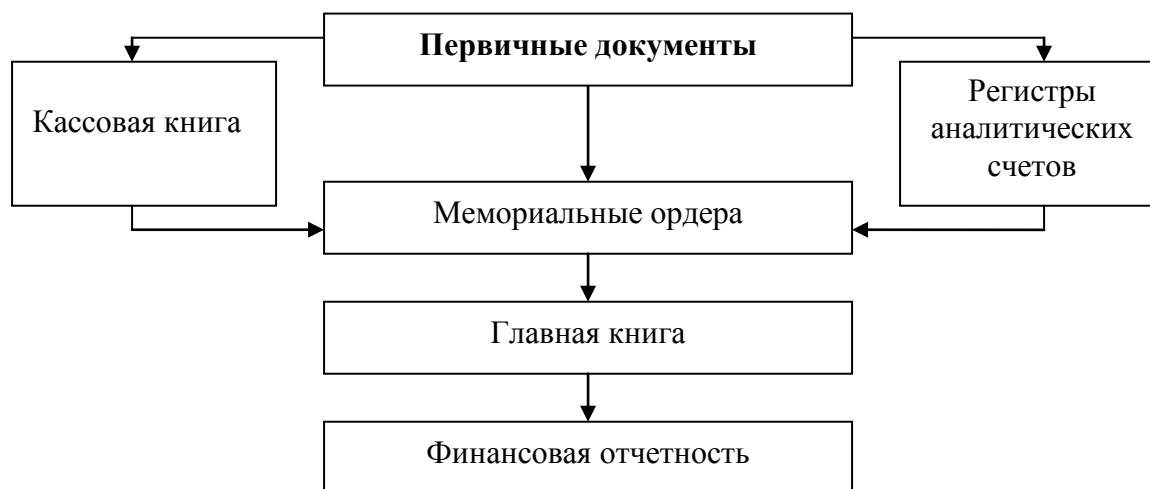 Первичные документы
Кассовая книга
Регистры
аналитических
счетов
Мемориальные ордера
Главная книга
Финансовая отчетность